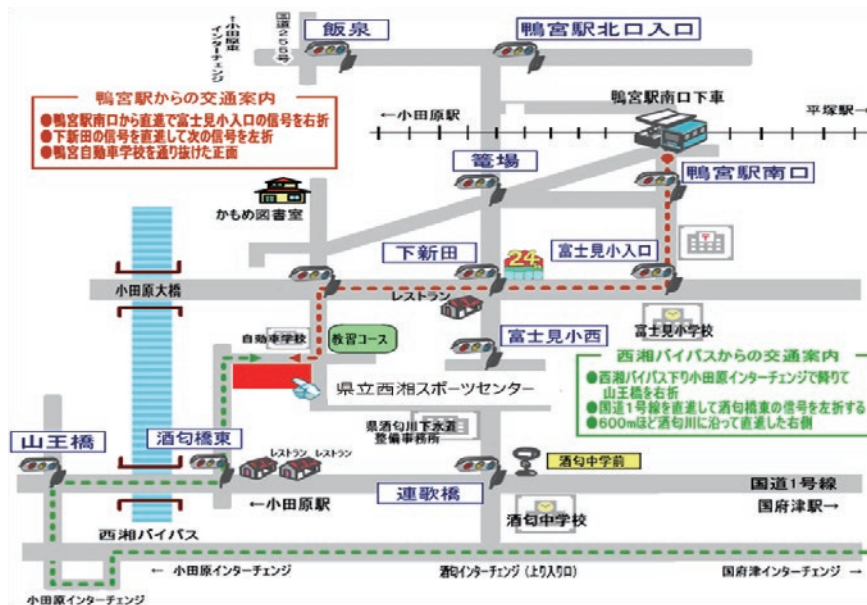 ↑小田原東
インターチェンジ
国道255号
飯泉
鴨宮駅北口入口
鴨宮駅からの交通案内
●鴨宮駅南口から直進で富士見小入口の信号を右折
●下新田の信号を直進して次の信号を左折
●鴨宮自動車学校を通り抜けた正面
←小田原駅
鴨宮駅南口下車
平塚駅→
籠場
鴨宮駅南口
かもめ図書室
下新田
24
富士見小入口
小田原大橋
レストラン
自動車学校
教習コース
富士見小西
富士見小学校
県立西湘スポーツセンター
西湘バイパスからの交通案内
●西湘バイパス下り小田原インターチェンジで降りて
山王橋を右折
●国道1号線を直進して酒匂橋東の信号を左折する
●600mほど酒匂川に沿って直進した右側
山王橋
酒匂橋東
県酒匂川下水道
整備事務所
レストラン
レストラン
酒匂中学前
←小田原駅
連歌橋
国道1号線
国府津駅→
酒匂中学校
西湘バイパス
← 小田原インターチェンジ
酒匂インターチェンジ（上り入り口）
国府津インターチェンジ →
小田原インターチェンジ